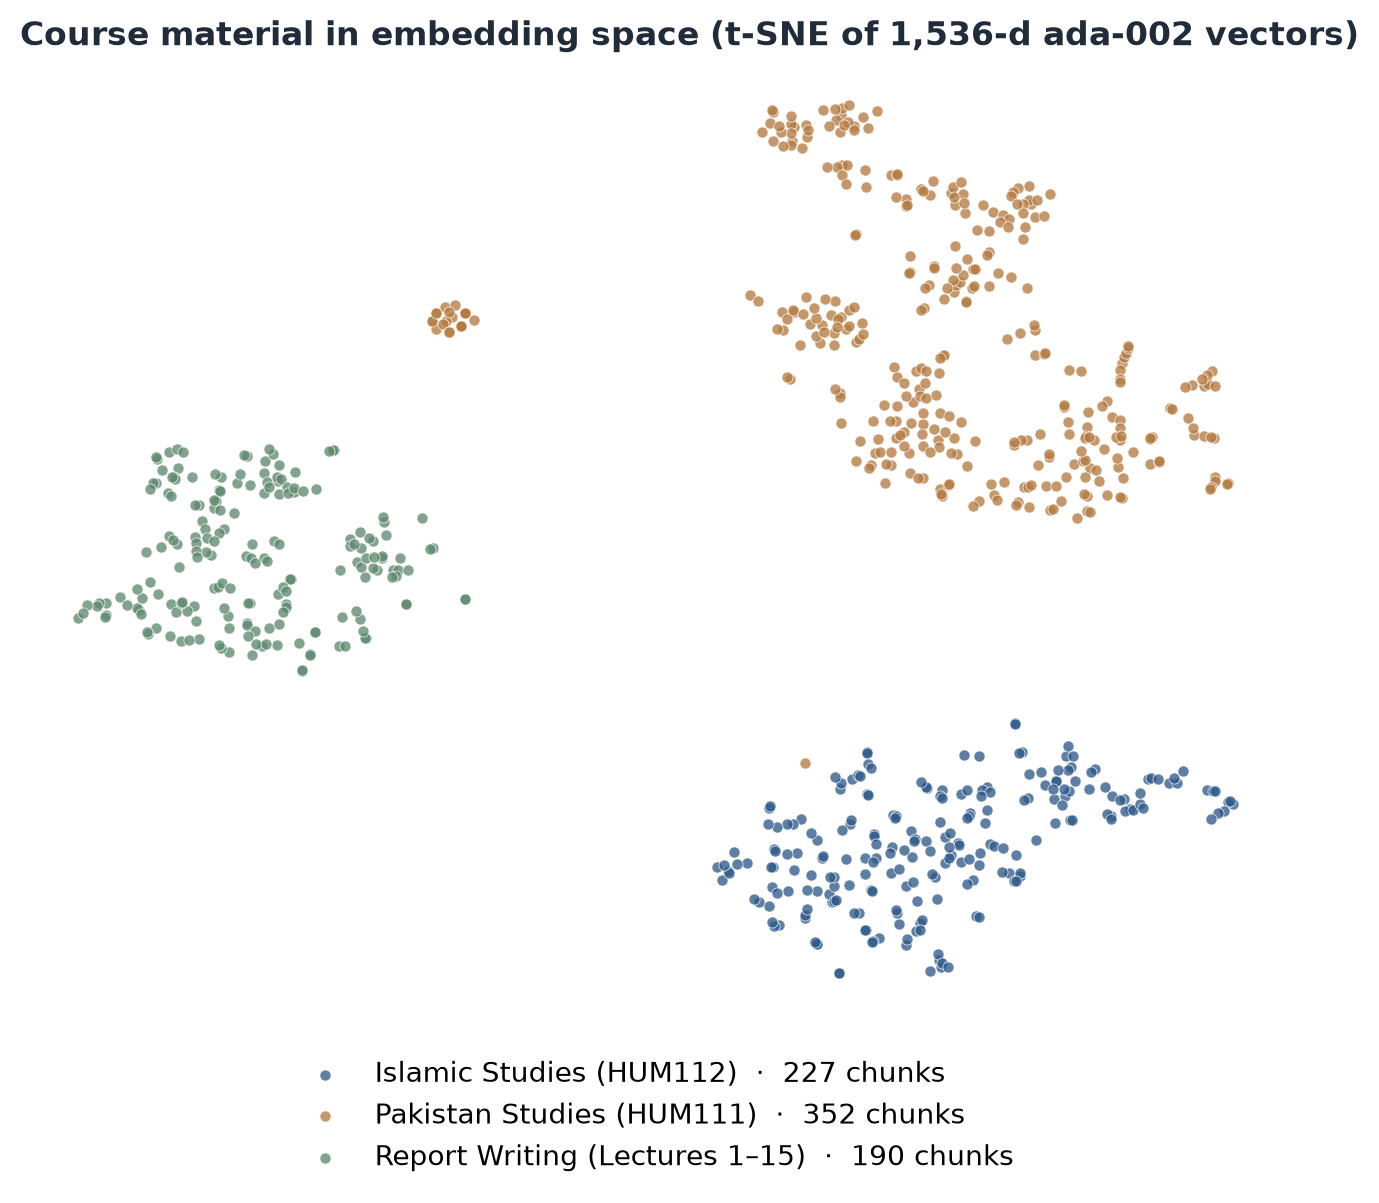 Course material in embedding space (t-SNE of 1,536-d ada-002 vectors)
Islamic Studies (HUM112)  ·  227 chunks
Pakistan Studies (HUM111)  ·  352 chunks
Report Writing (Lectures 1–15)  ·  190 chunks